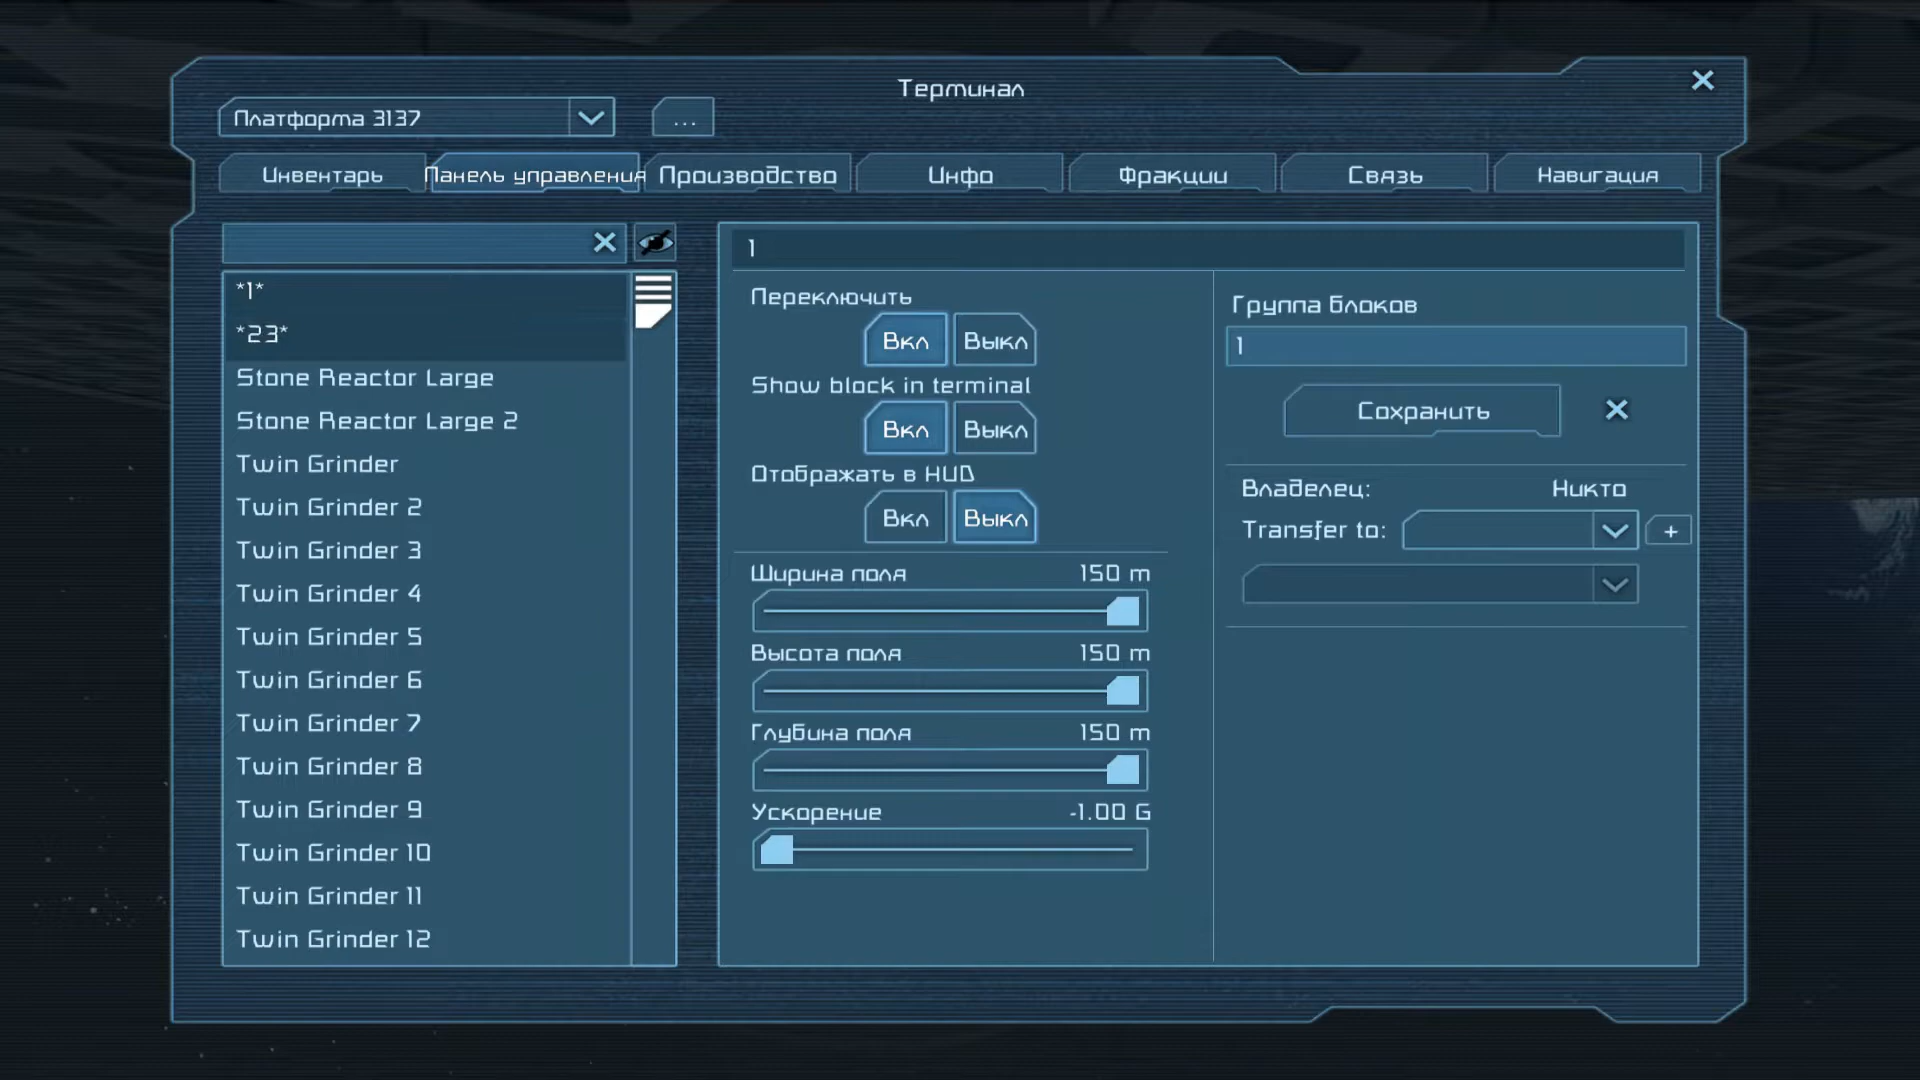 Терминал
Платформа 3137
...
Инвентарь
Панель управления
Производство
Инфо
Фракции
Связь
Навигация
*1*
*23*
Stone Reactor Large
Stone Reactor Large 2
Twin Grinder
Twin Grinder 2
Twin Grinder 3
Twin Grinder 4
Twin Grinder 5
Twin Grinder 6
Twin Grinder 7
Twin Grinder 8
Twin Grinder 9
Twin Grinder 10
Twin Grinder 11
Twin Grinder 12
1
Переключить
Вкл Выкл
Show block in terminal
Вкл Выкл
Отображать в HUD
Вкл Выкл
Ширина поля 150 m
Высота поля 150 m
Глубина поля 150 m
Ускорение -1.00 G
Группа блоков
1
Сохранить
Владелец: Никто
Transfer to: +